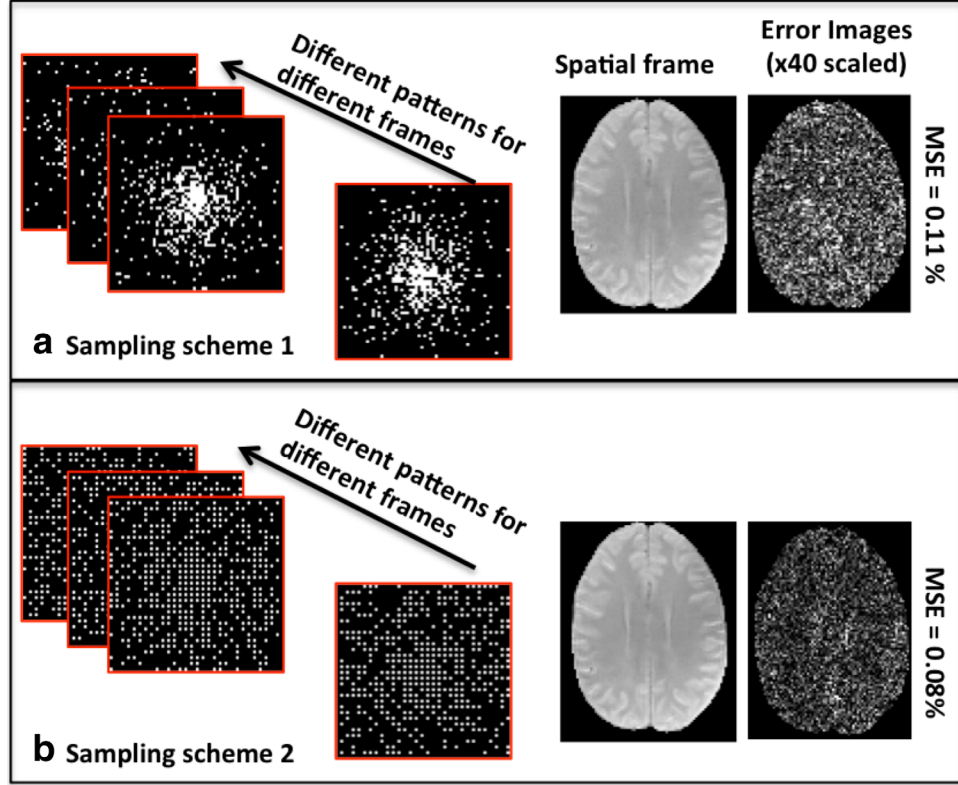 Different patterns for
different frames
Spatial frame
Error Images
(x40 scaled)
MSE = 0.11 %
a Sampling scheme 1
Different patterns for
different frames
MSE = 0.08%
b Sampling scheme 2